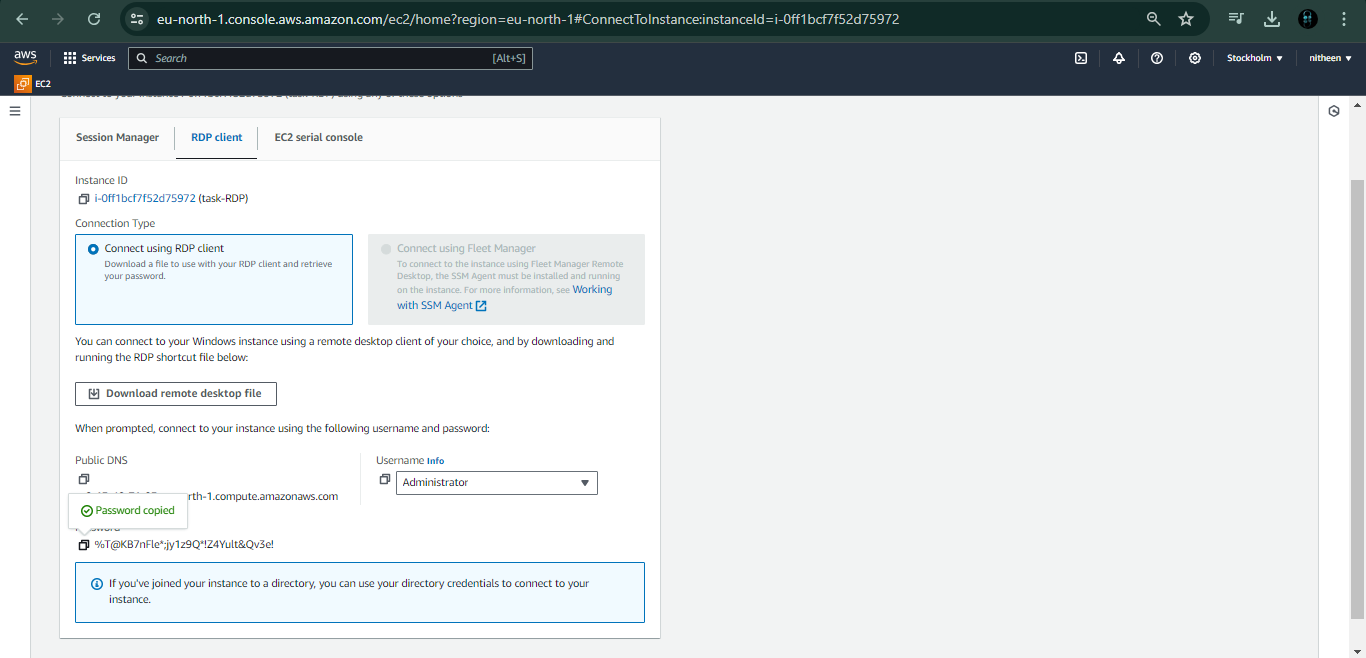 eu-north-1.console.aws.amazon.com/ec2/home?region=eu-north-1#ConnectToInstance:instanceId=i-0ff1bcf7f52d75972
aws Services Search [Alt+S] Stockholm nitheen
EC2
Session Manager RDP client EC2 serial console
Instance ID
i-0ff1bcf7f52d75972 (task-RDP)
Connection Type
Connect using RDP client
Download a file to use with your RDP client and retrieve
your password.
Connect using Fleet Manager
To connect to the instance using Fleet Manager Remote
Desktop, the SSM Agent must be installed and running
on the instance. For more information, see Working
with SSM Agent
You can connect to your Windows instance using a remote desktop client of your choice, and by downloading and
running the RDP shortcut file below:
Download remote desktop file
When prompted, connect to your instance using the following username and password:
Public DNS
rth-1.compute.amazonaws.com
Username Info
Administrator
Password copied
Password
%T@KB7nFle*;jy1z9Q*!Z4Yult&Qv3e!
If you've joined your instance to a directory, you can use your directory credentials to connect to your
instance.